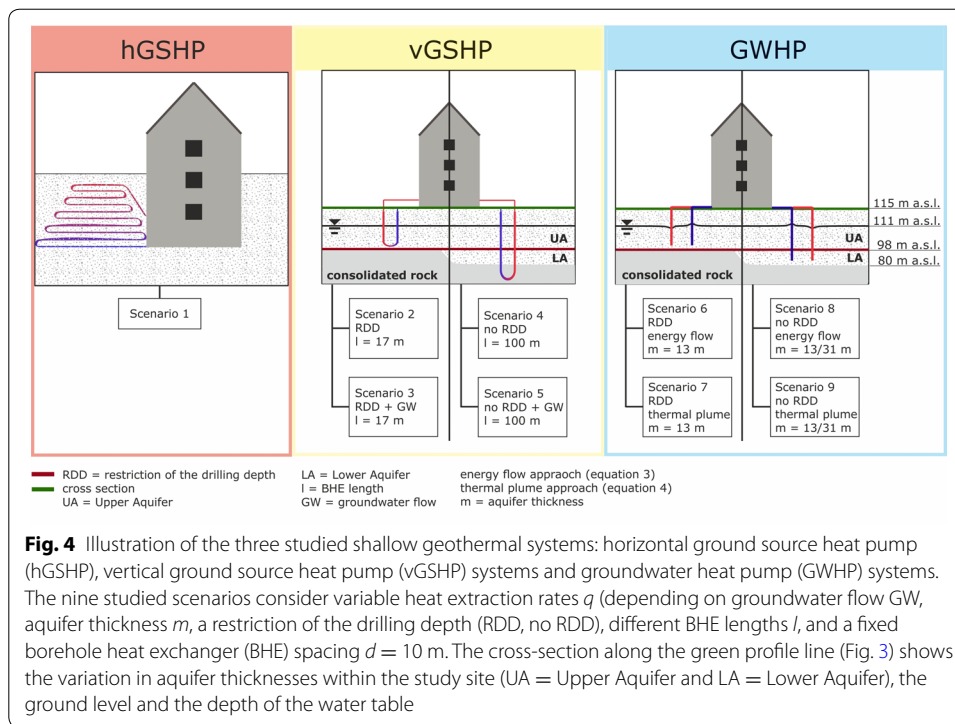 hGSHP
vGSHP
GWHP
115 m a.s.l.
111 m a.s.l.
UA
UA
98 m a.s.l.
LA
LA
80 m a.s.l.
consolidated rock
consolidated rock
Scenario 1
Scenario 2
RDD
l = 17 m
Scenario 4
no RDD
l = 100 m
Scenario 6
RDD
energy flow
m = 13 m
Scenario 8
no RDD
energy flow
m = 13/31 m
Scenario 3
RDD + GW
l = 17 m
Scenario 5
no RDD + GW
l = 100 m
Scenario 7
RDD
thermal plume
m = 13 m
Scenario 9
no RDD
thermal plume
m = 13/31 m
RDD = restriction of the drilling depth
cross section
UA = Upper Aquifer
LA = Lower Aquifer
l = BHE length
GW = groundwater flow
energy flow appraoch (equation 3)
thermal plume approach (equation 4)
m = aquifer thickness
Fig. 4 Illustration of the three studied shallow geothermal systems: horizontal ground source heat pump
(hGSHP), vertical ground source heat pump (vGSHP) systems and groundwater heat pump (GWHP) systems.
The nine studied scenarios consider variable heat extraction rates q (depending on groundwater flow GW,
aquifer thickness m, a restriction of the drilling depth (RDD, no RDD), different BHE lengths l, and a fixed
borehole heat exchanger (BHE) spacing d = 10 m. The cross-section along the green profile line (Fig. 3) shows
the variation in aquifer thicknesses within the study site (UA = Upper Aquifer and LA = Lower Aquifer), the
ground level and the depth of the water table